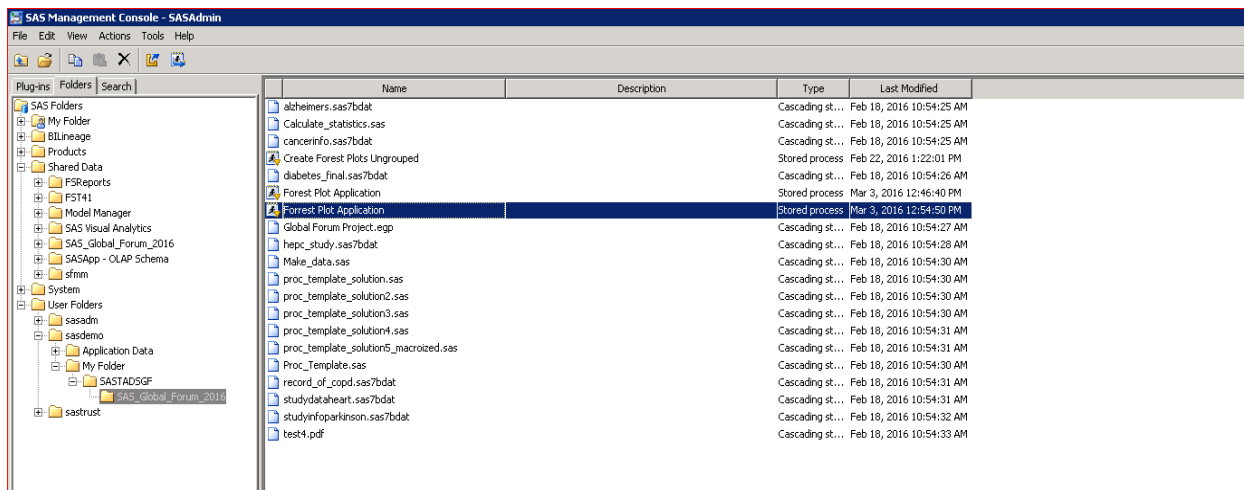 SAS Management Console - SASAdmin
File Edit View Actions Tools Help
Plug-ins Folders Search
SAS Folders
My Folder
BILineage
Products
Shared Data
FSReports
FST41
Model Manager
SAS Visual Analytics
SAS_Global_Forum_2016
SASApp - OLAP Schema
sfmm
System
User Folders
sasadm
sasdemo
Application Data
My Folder
SASTADSGF
SAS_Global_Forum_2016
sastrust
Name Description Type Last Modified
alzheimers.sas7bdat Cascading st... Feb 18, 2016 10:54:25 AM
Calculate_statistics.sas Cascading st... Feb 18, 2016 10:54:25 AM
cancerinfo.sas7bdat Cascading st... Feb 18, 2016 10:54:25 AM
Create Forest Plots Ungrouped Stored process Feb 22, 2016 1:22:01 PM
diabetes_final.sas7bdat Cascading st... Feb 18, 2016 10:54:26 AM
Forest Plot Application Stored process Mar 3, 2016 12:46:40 PM
Forrest Plot Application Stored process Mar 3, 2016 12:54:50 PM
Global Forum Project.egp Cascading st... Feb 18, 2016 10:54:27 AM
hepc_study.sas7bdat Cascading st... Feb 18, 2016 10:54:28 AM
Make_data.sas Cascading st... Feb 18, 2016 10:54:30 AM
proc_template_solution.sas Cascading st... Feb 18, 2016 10:54:30 AM
proc_template_solution2.sas Cascading st... Feb 18, 2016 10:54:30 AM
proc_template_solution3.sas Cascading st... Feb 18, 2016 10:54:30 AM
proc_template_solution4.sas Cascading st... Feb 18, 2016 10:54:31 AM
proc_template_solution5_macroized.sas Cascading st... Feb 18, 2016 10:54:31 AM
Proc_Template.sas Cascading st... Feb 18, 2016 10:54:30 AM
record_of_copd.sas7bdat Cascading st... Feb 18, 2016 10:54:31 AM
studydataheart.sas7bdat Cascading st... Feb 18, 2016 10:54:31 AM
studyinfoparkinson.sas7bdat Cascading st... Feb 18, 2016 10:54:32 AM
test4.pdf Cascading st... Feb 18, 2016 10:54:33 AM